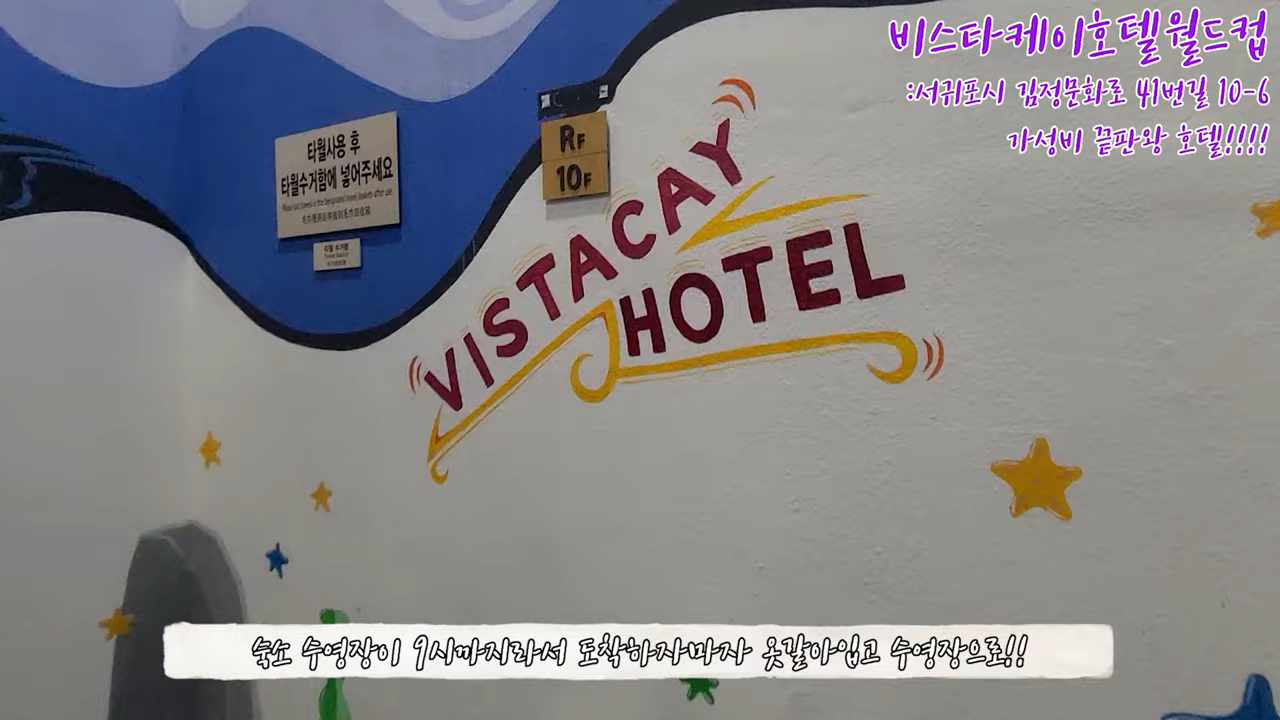 비스타케이호텔월드컵
:서귀포시 김정문화로 41번길 10-6
가성비 끝판왕 호텔!!!!
타월사용 후
타월수거함에 넣어주세요
RF
10F
VISTACAY
HOTEL
숙소 수영장이 9시까지라서 도착하자마자 옷갈아입고 수영장으로!!